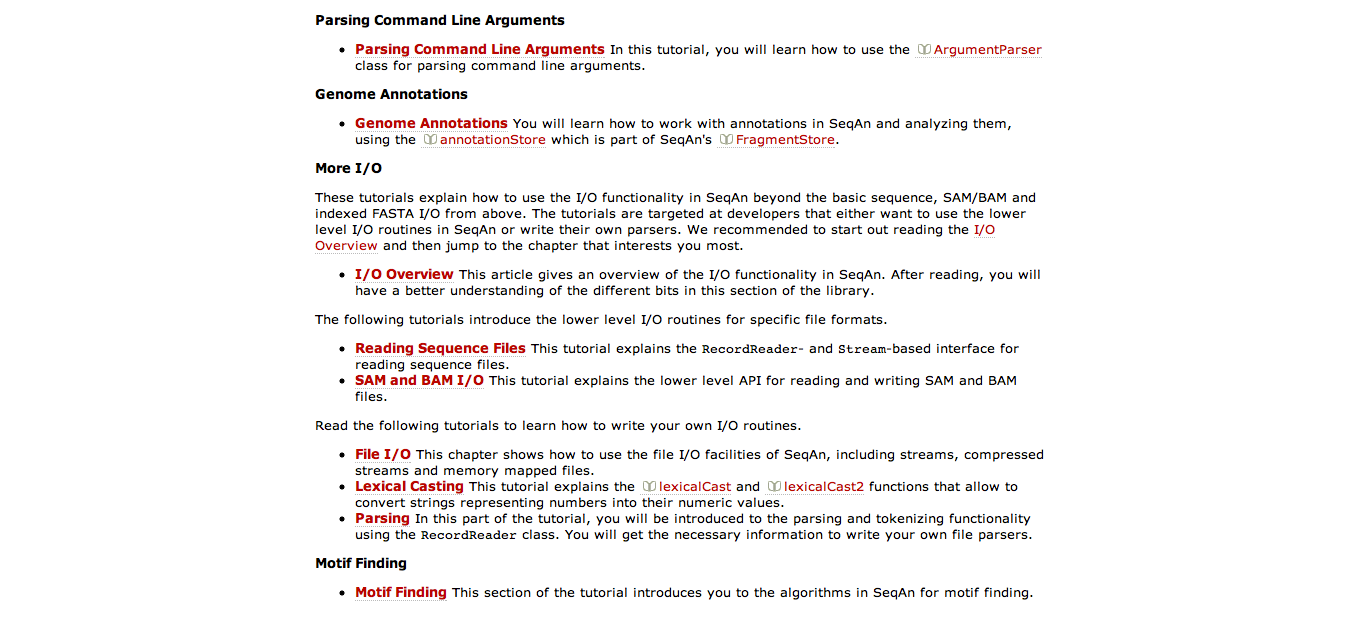 Parsing Command Line Arguments
Parsing Command Line Arguments In this tutorial, you will learn how to use the ArgumentParser
class for parsing command line arguments.
Genome Annotations
Genome Annotations You will learn how to work with annotations in SeqAn and analyzing them,
using the annotationStore which is part of SeqAn's FragmentStore.
More I/O
These tutorials explain how to use the I/O functionality in SeqAn beyond the basic sequence, SAM/BAM and
indexed FASTA I/O from above. The tutorials are targeted at developers that either want to use the lower
level I/O routines in SeqAn or write their own parsers. We recommended to start out reading the I/O
Overview and then jump to the chapter that interests you most.
I/O Overview This article gives an overview of the I/O functionality in SeqAn. After reading, you will
have a better understanding of the different bits in this section of the library.
The following tutorials introduce the lower level I/O routines for specific file formats.
Reading Sequence Files This tutorial explains the RecordReader- and Stream-based interface for
reading sequence files.
SAM and BAM I/O This tutorial explains the lower level API for reading and writing SAM and BAM
files.
Read the following tutorials to learn how to write your own I/O routines.
File I/O This chapter shows how to use the file I/O facilities of SeqAn, including streams, compressed
streams and memory mapped files.
Lexical Casting This tutorial explains the lexicalCast and lexicalCast2 functions that allow to
convert strings representing numbers into their numeric values.
Parsing In this part of the tutorial, you will be introduced to the parsing and tokenizing functionality
using the RecordReader class. You will get the necessary information to write your own file parsers.
Motif Finding
Motif Finding This section of the tutorial introduces you to the algorithms in SeqAn for motif finding.